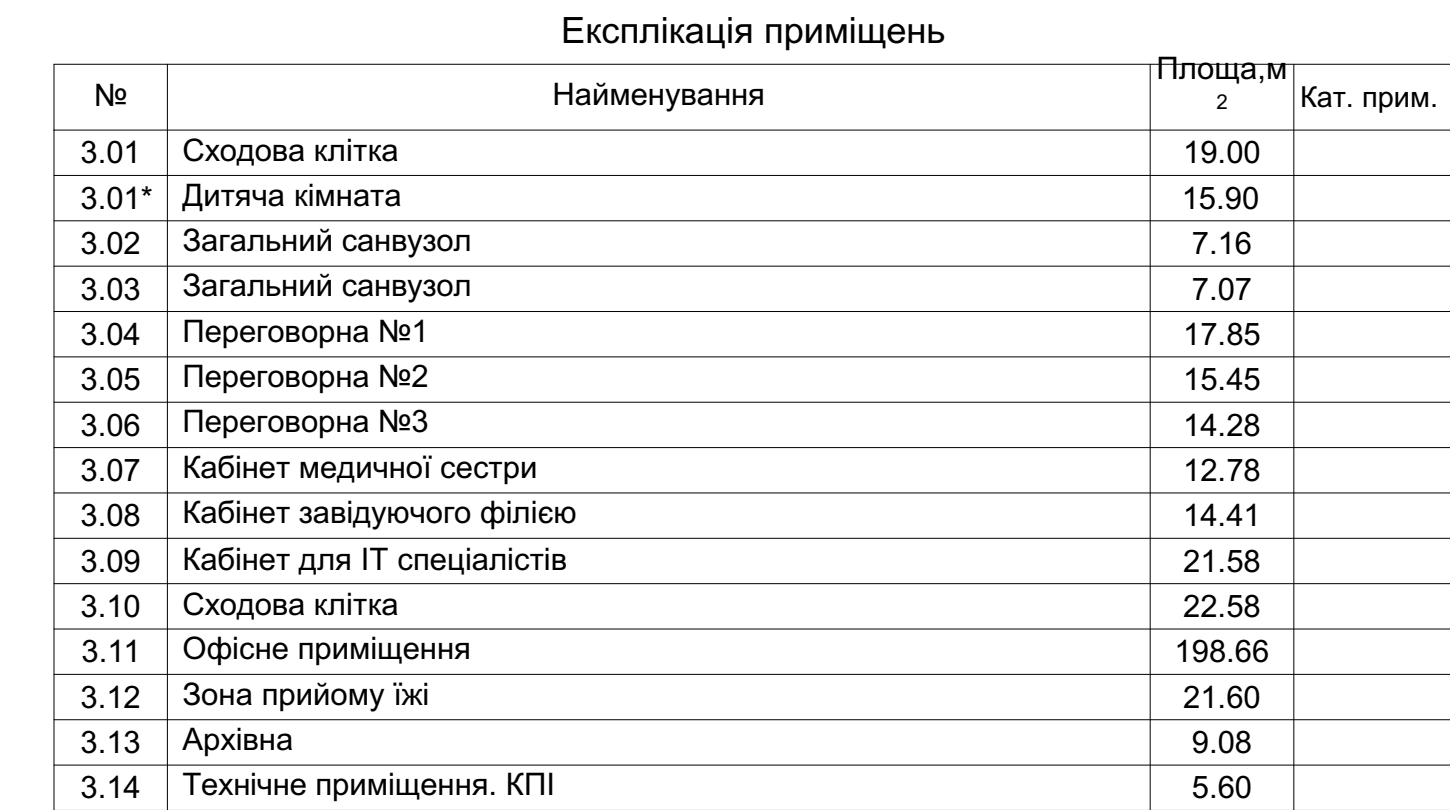 Експлікація приміщень
№ Найменування Площа,м 2 Кат. прим.
3.01 Сходова клітка 19.00
3.01* Дитяча кімната 15.90
3.02 Загальний санвузол 7.16
3.03 Загальний санвузол 7.07
3.04 Переговорна №1 17.85
3.05 Переговорна №2 15.45
3.06 Переговорна №3 14.28
3.07 Кабінет медичної сестри 12.78
3.08 Кабінет завідуючого філією 14.41
3.09 Кабінет для ІТ спеціалістів 21.58
3.10 Сходова клітка 22.58
3.11 Офісне приміщення 198.66
3.12 Зона прийому їжі 21.60
3.13 Архівна 9.08
3.14 Технічне приміщення. КПІ 5.60